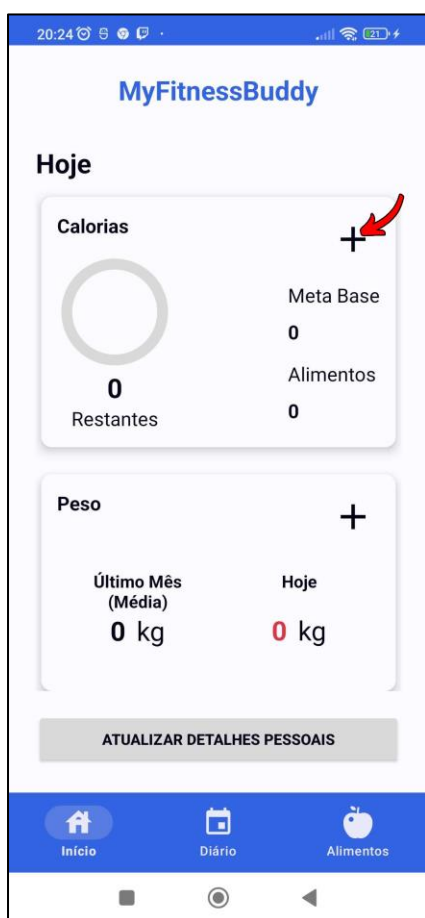 20:24
21
MyFitnessBuddy
Hoje
Calorias
+
Meta Base
0
Alimentos
0
0
Restantes
Peso
+
Último Mês
(Média)
0 kg
Hoje
0 kg
ATUALIZAR DETALHES PESSOAIS
Início
Diário
Alimentos